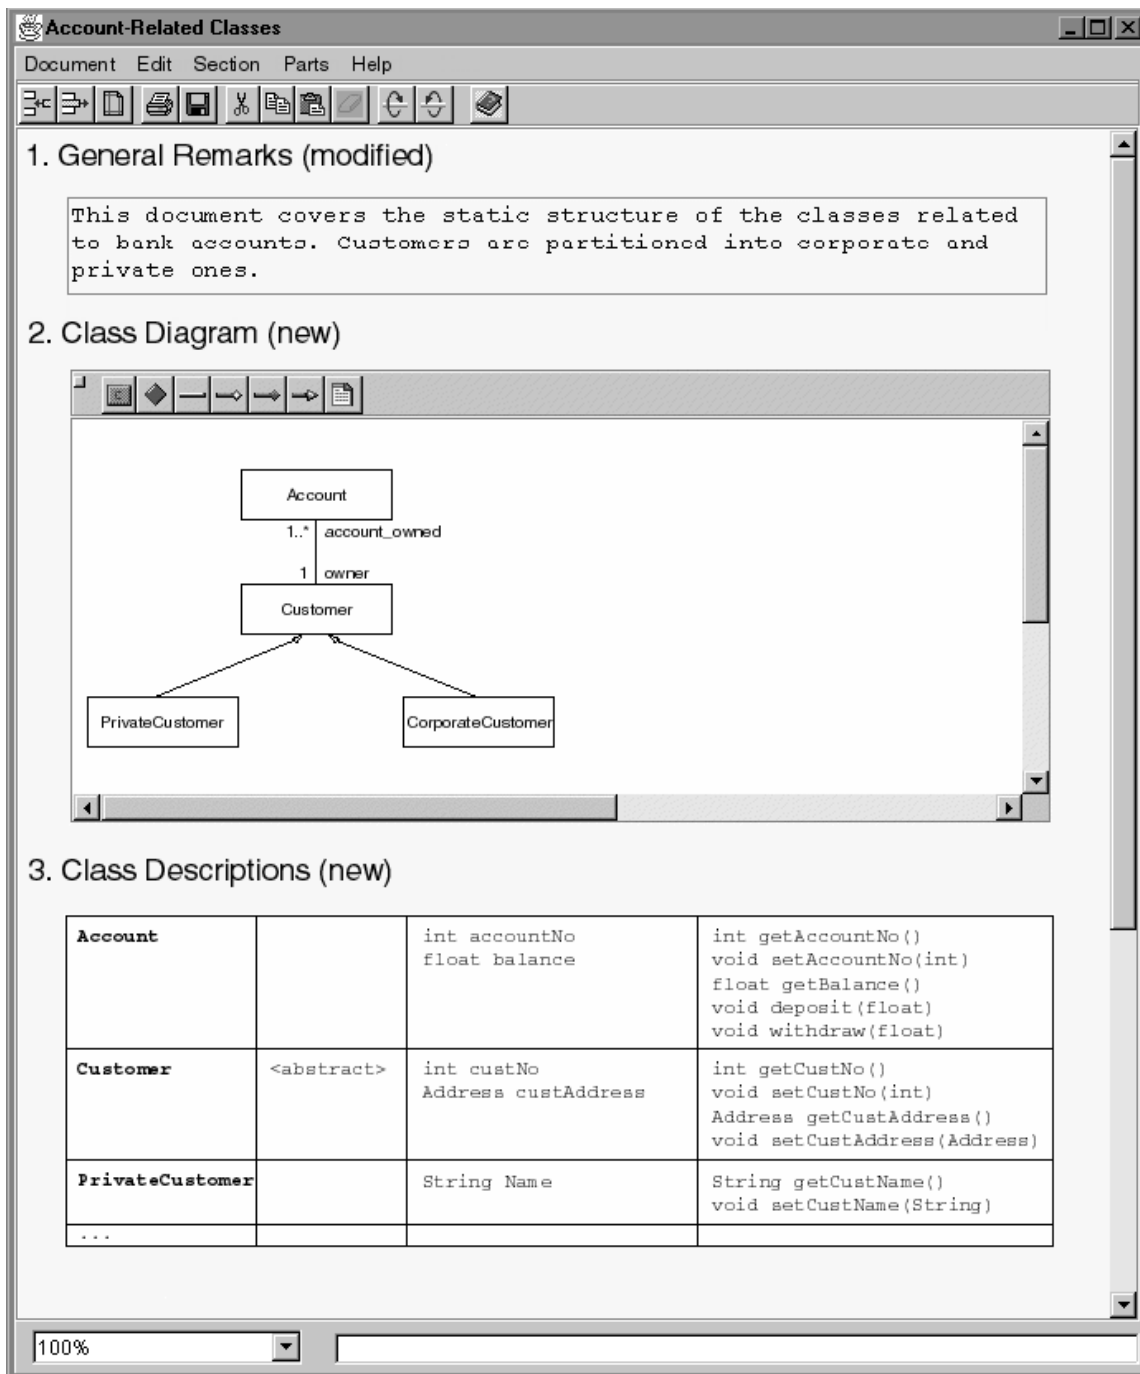 Account-Related Classes
Document Edit Section Parts Help
1. General Remarks (modified)
This document covers the static structure of the classes related
to bank accounts. Customers are partitioned into corporate and
private ones.
2. Class Diagram (new)
C
Account
1..* account_owned
1 owner
Customer
PrivateCustomer CorporateCustomer
3. Class Descriptions (new)
Account int accountNo int getAccountNo()
float balance void setAccountNo(int)
float getBalance()
void deposit(float)
void withdraw(float)
Customer <abstract> int custNo int getCustNo()
Address custAddress void setCustNo(int)
Address getCustAddress()
void setCustAddress(Address)
PrivateCustomer String Name String getCustName()
void setCustName(String)
...
100%